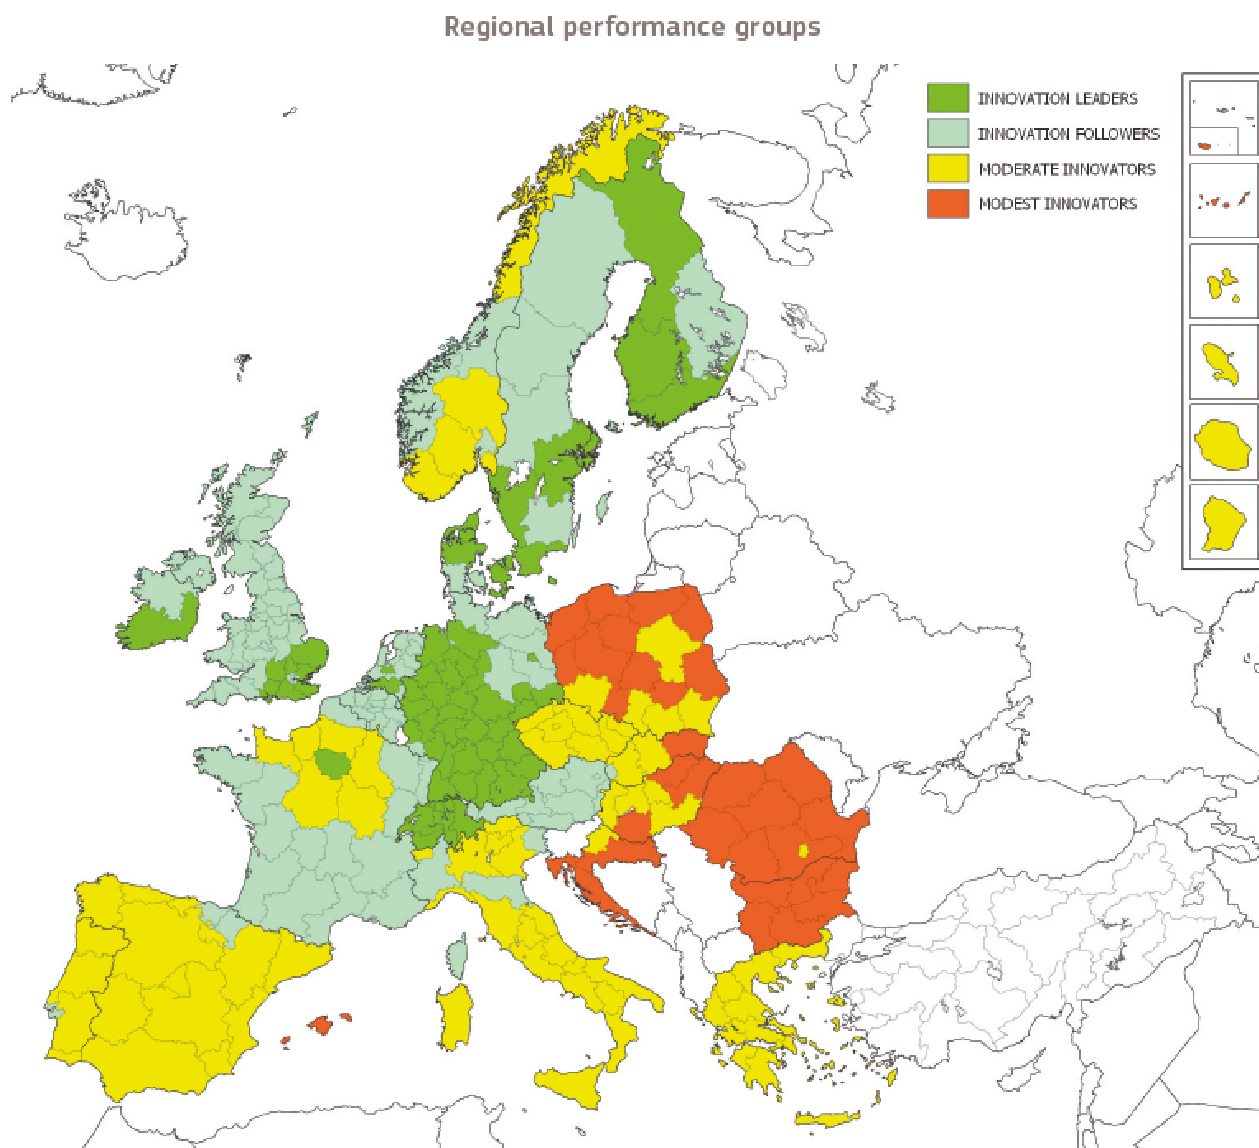 Regional performance groups
INNOVATION LEADERS
INNOVATION FOLLOWERS
MODERATE INNOVATORS
MODEST INNOVATORS